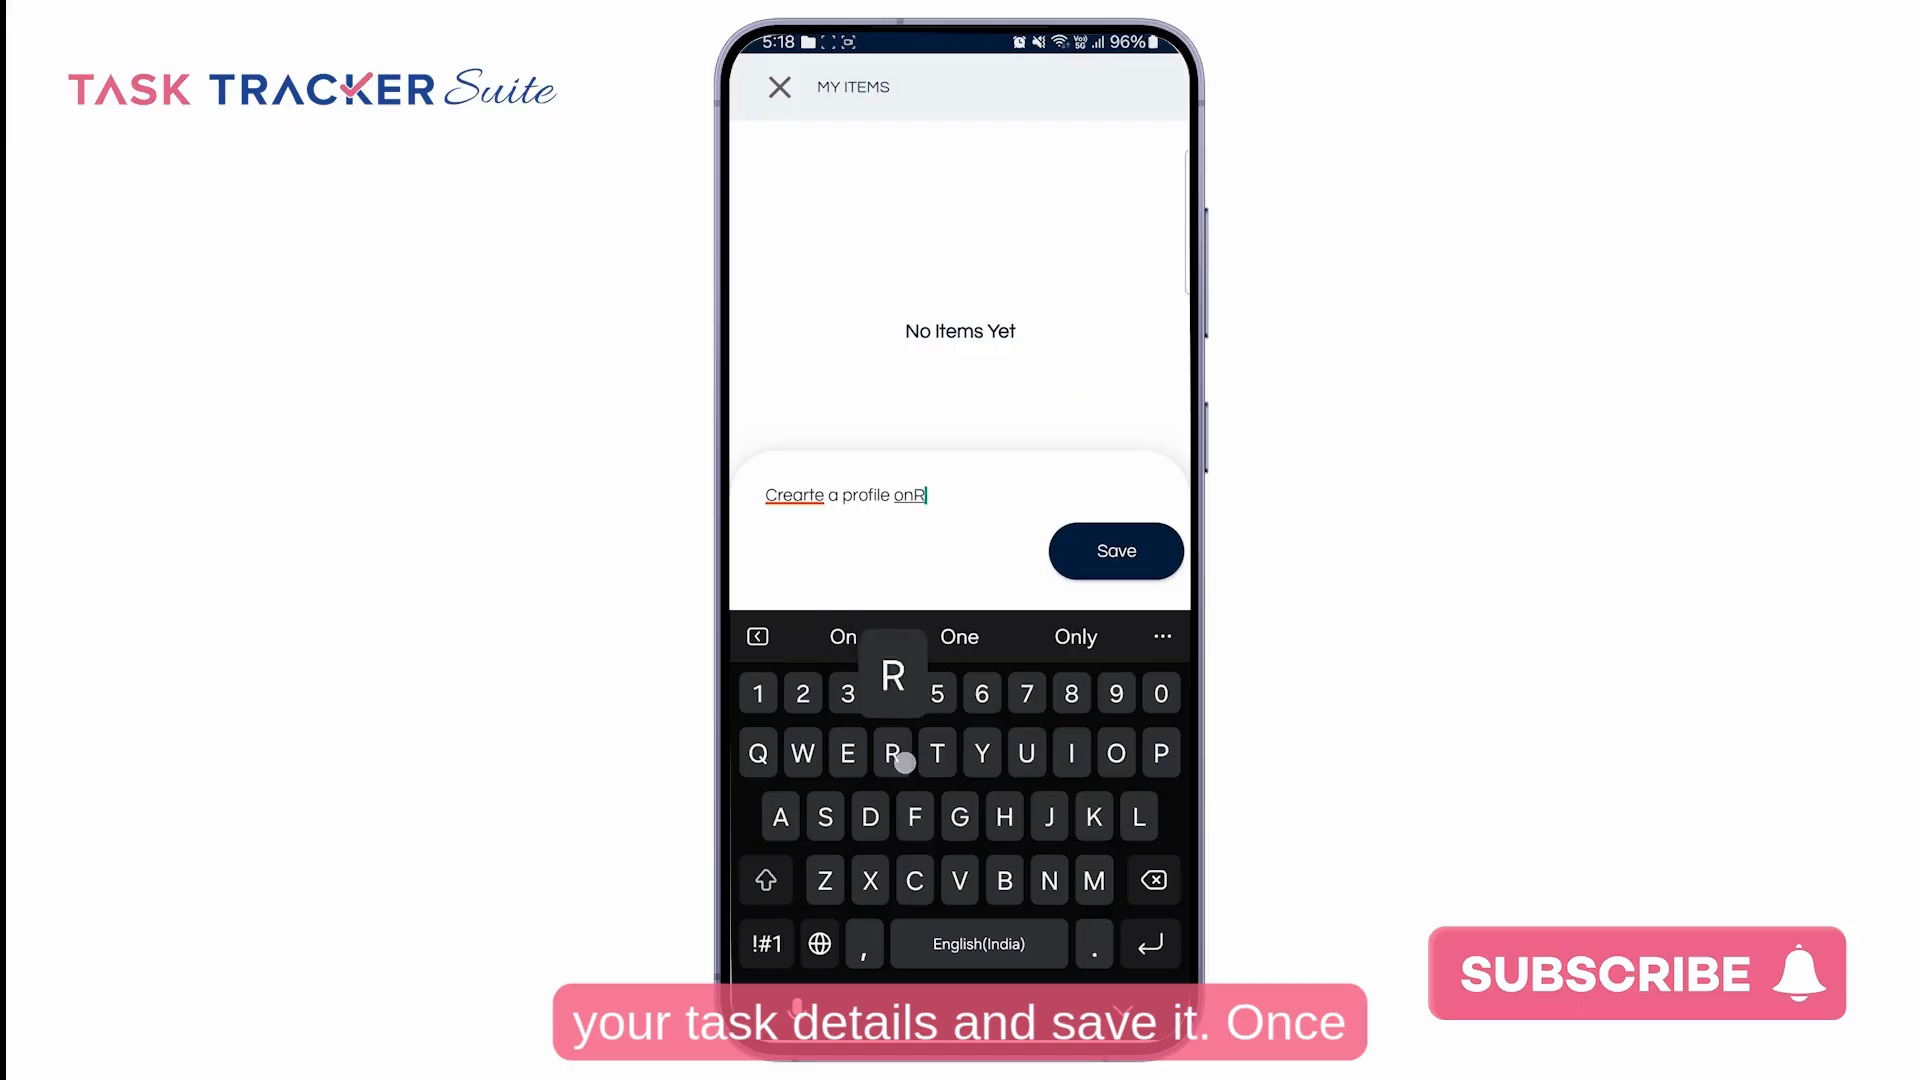 TASK TRACKER Suite
5:18 Vo) 5G 96%
MY ITEMS
No Items Yet
Crearte a profile onR
Save
On One Only ...
R
1 2 3 5 6 7 8 9 0
Q W E R T Y U I O P
A S D F G H J K L
Z X C V B N M
!#1 , English(India) .
SUBSCRIBE
your task details and save it. Once